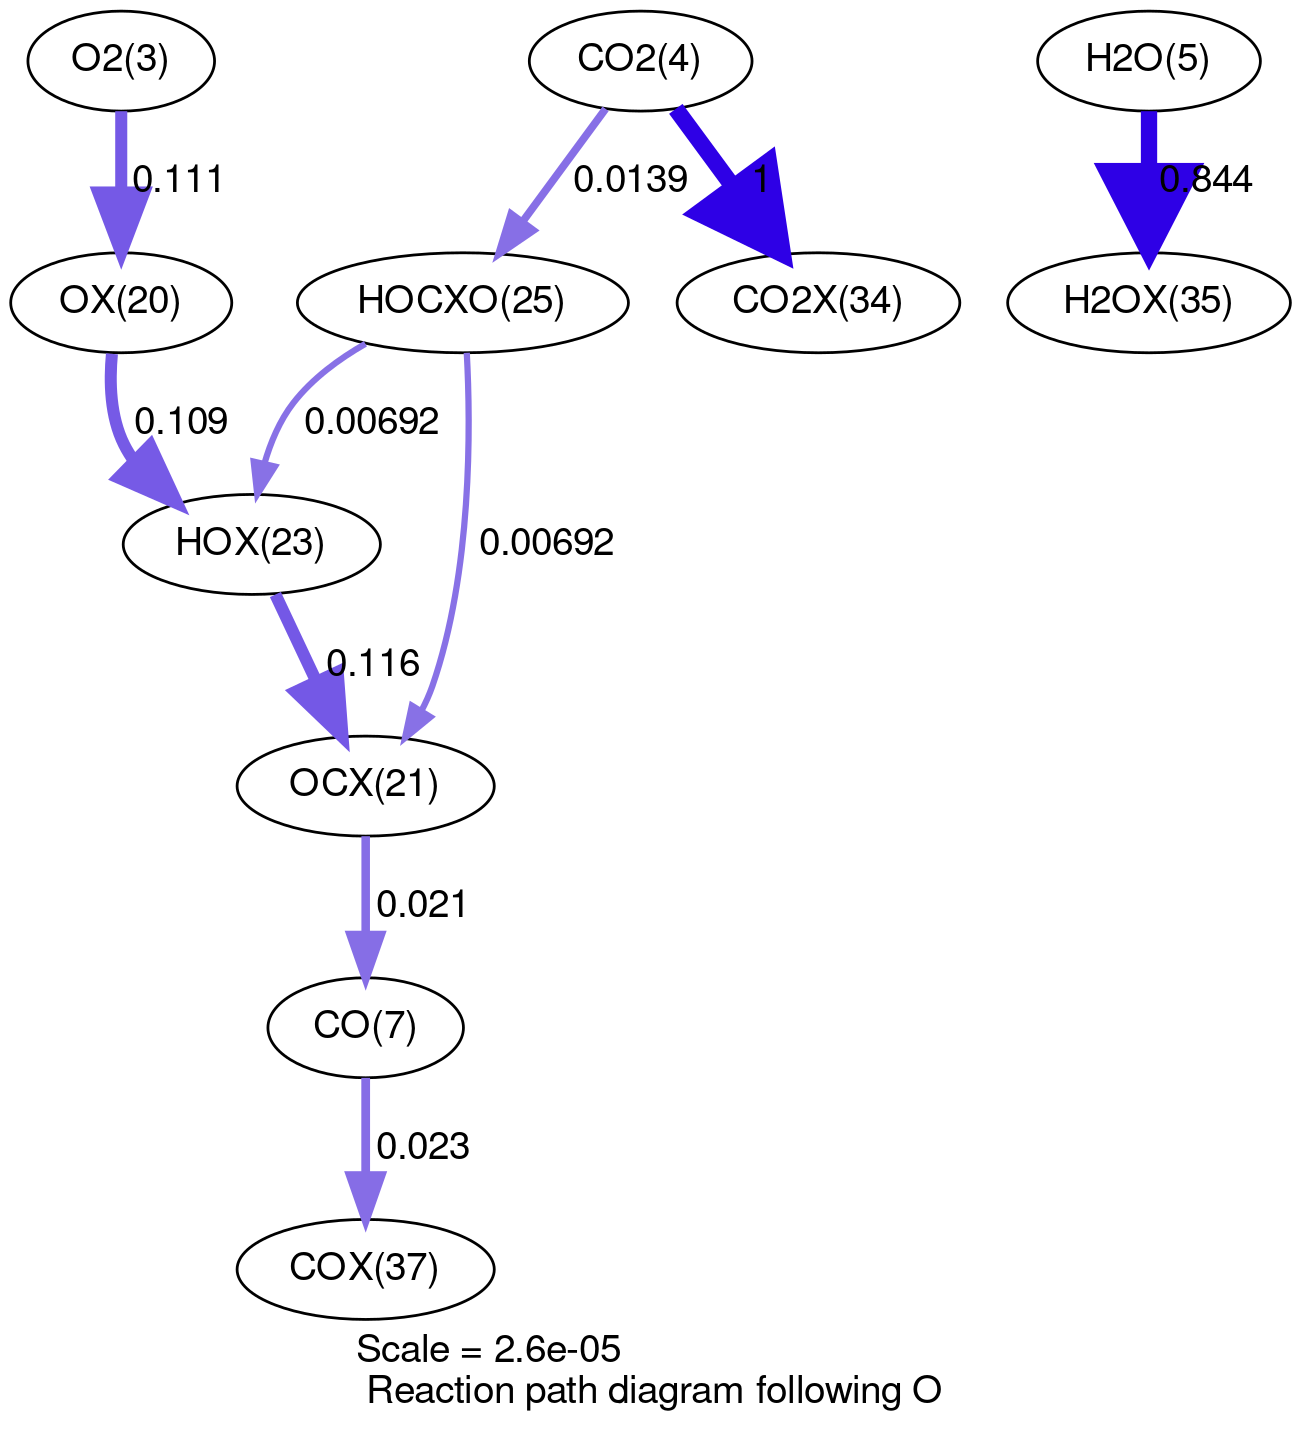 O2(3)
CO2(4)
H2O(5)
0.111
0.0139
1
0.844
OX(20)
HOCXO(25)
CO2X(34)
H2OX(35)
0.109
0.00692
HOX(23)
0.00692
0.116
OCX(21)
0.021
CO(7)
0.023
COX(37)
Scale = 2.6e-05
Reaction path diagram following O